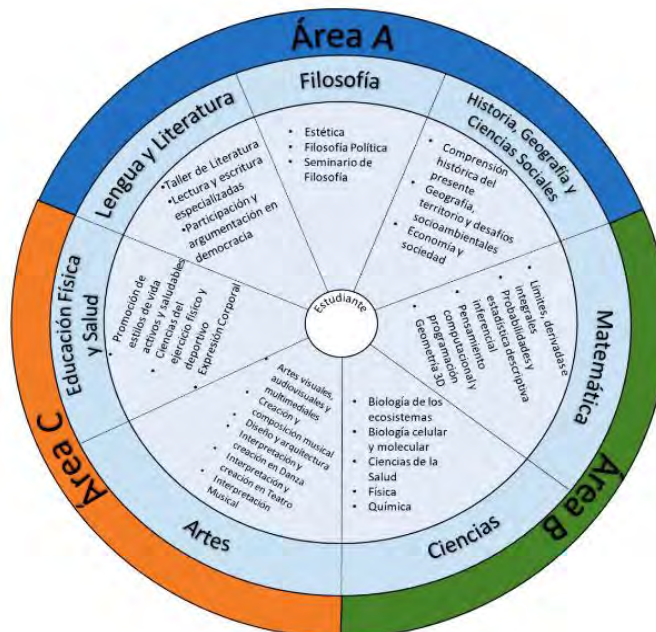 Área A
Filosofía
• Estética
• Filosofía Política
• Seminario de
Filosofía
Historia, Geografía y
Ciencias Sociales
• Comprensión
histórica del
presente
• Geografía,
territorio y desafíos
socioambientales
• Economía y
sociedad
Área B
Matemática
• Límites, derivadas e
integrales
• Probabilidades y
estadística descriptiva
inferencial
• Pensamiento
computacional y
programación
• Geometría 3D
Ciencias
• Biología de los
ecosistemas
• Biología celular
y molecular
• Ciencias de la
Salud
• Física
• Química
Área C
Artes
• Artes visuales,
audiovisuales y
multimediales
• Creación y
composición musical
• Diseño y arquitectura
• Interpretación y
creación en Danza
• Interpretación y
creación en Teatro
• Interpretación
Musical
Educación Física
y Salud
• Promoción de
estilos de vida
activos y saludables
• Ciencias del
ejercicio físico y
deportivo
• Expresión Corporal
Lengua y Literatura
•Taller de Literatura
•Lectura y escritura
especializadas
•Participación y
argumentación en
democracia
Estudiante